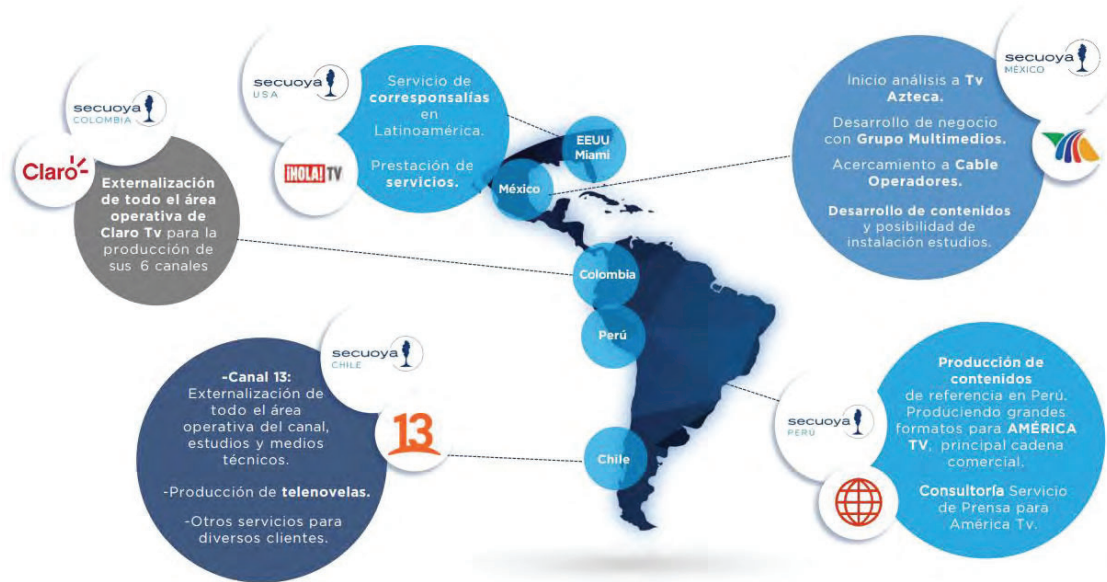 secuoya
COLOMBIA
Claro-
Externalización
de todo el área
operativa de
Claro Tv para la
producción de
sus 6 canales
secuoya
USA
¡HOLA! TV
Servicio de
corresponsalías
en
Latinoamérica.
Prestación de
servicios.
EEUU
Miami
México
Colombia
Perú
Chile
secuoya
MÉXICO
Inicio análisis a Tv
Azteca.
Desarrollo de negocio
con Grupo Multimedios.
Acercamiento a Cable
Operadores.
Desarrollo de contenidos
y posibilidad de
instalación estudios.
secuoya
CHILE
13
-Canal 13:
Externalización de
todo el área
operativa del canal,
estudios y medios
técnicos.
-Producción de telenovelas.
-Otros servicios para
diversos clientes.
secuoya
PERÚ
Producción de
contenidos
de referencia en Perú.
Produciendo grandes
formatos para AMÉRICA
TV, principal cadena
comercial.
Consultoría Servicio
de Prensa para
América Tv.